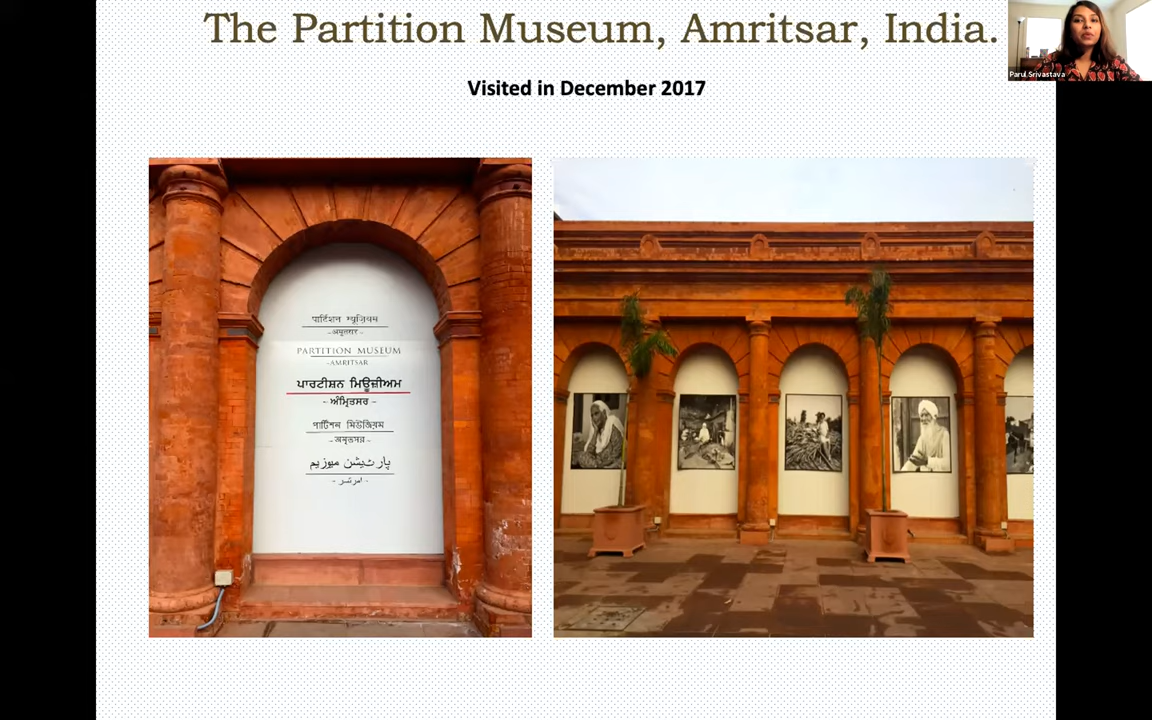 The Partition Museum, Amritsar, India.
Parul Srivastava
Visited in December 2017
पार्टिशन म्यूज़ियम
-अमृतसर-
PARTITION MUSEUM
-AMRITSAR
ਪਾਰਟੀਸ਼ਨ ਮਿਊਜ਼ੀਅਮ
- ਅੰਮ੍ਰਿਤਸਰ -
پارٹیشن میوزیم
- امرتسر -